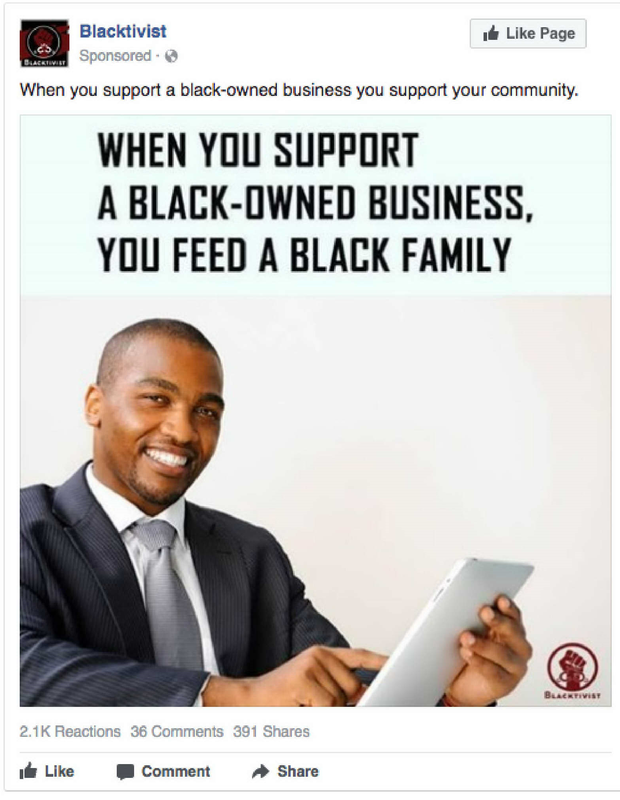 Blacktivist
Like Page
Sponsored ·
BLACKTIVIST
When you support a black-owned business you support your community.
WHEN YOU SUPPORT
A BLACK-OWNED BUSINESS,
YOU FEED A BLACK FAMILY
BLACKTIVIST
2.1K Reactions 36 Comments 391 Shares
Like Comment Share